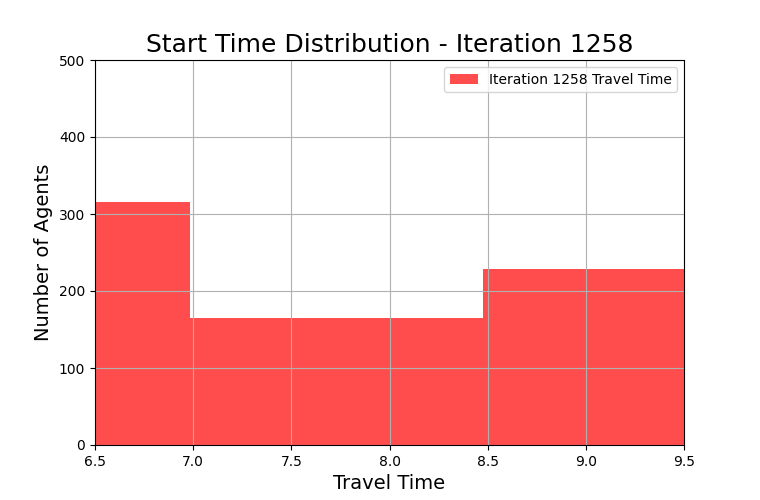 Start Time Distribution - Iteration 1258
500
Iteration 1258 Travel Time
400
300
200
100
0
Number of Agents
6.5 7.0 7.5 8.0 8.5 9.0 9.5
Travel Time